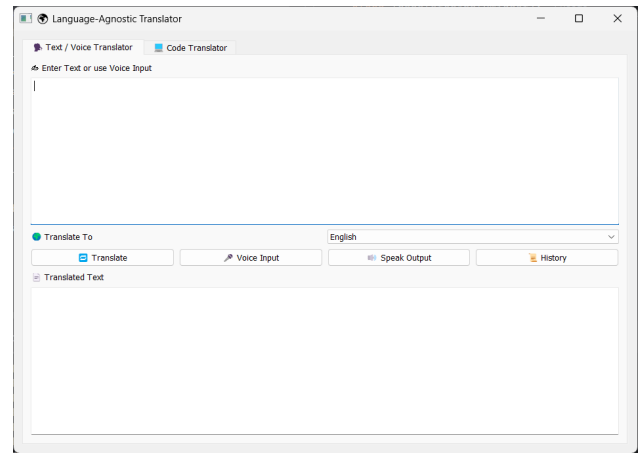 Language-Agnostic Translator
Text / Voice Translator
Code Translator
Enter Text or use Voice Input
Translate To
English
Translate
Voice Input
Speak Output
History
Translated Text